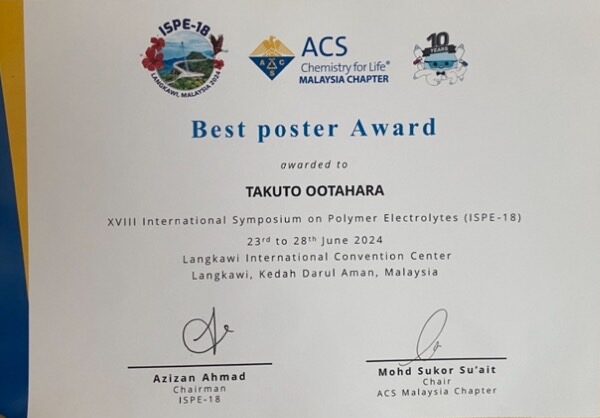 ISPE-18
LANGKAWI, MALAYSIA 2024
A C S
ACS
Chemistry for Life®
MALAYSIA CHAPTER
10
YEARS
Best poster Award
awarded to
TAKUTO OOTAHARA
XVIII International Symposium on Polymer Electrolytes (ISPE-18)
23rd to 28th June 2024
Langkawi International Convention Center
Langkawi, Kedah Darul Aman, Malaysia
Azizan Ahmad
Chairman
ISPE-18
Mohd Sukor Su'ait
Chair
ACS Malaysia Chapter